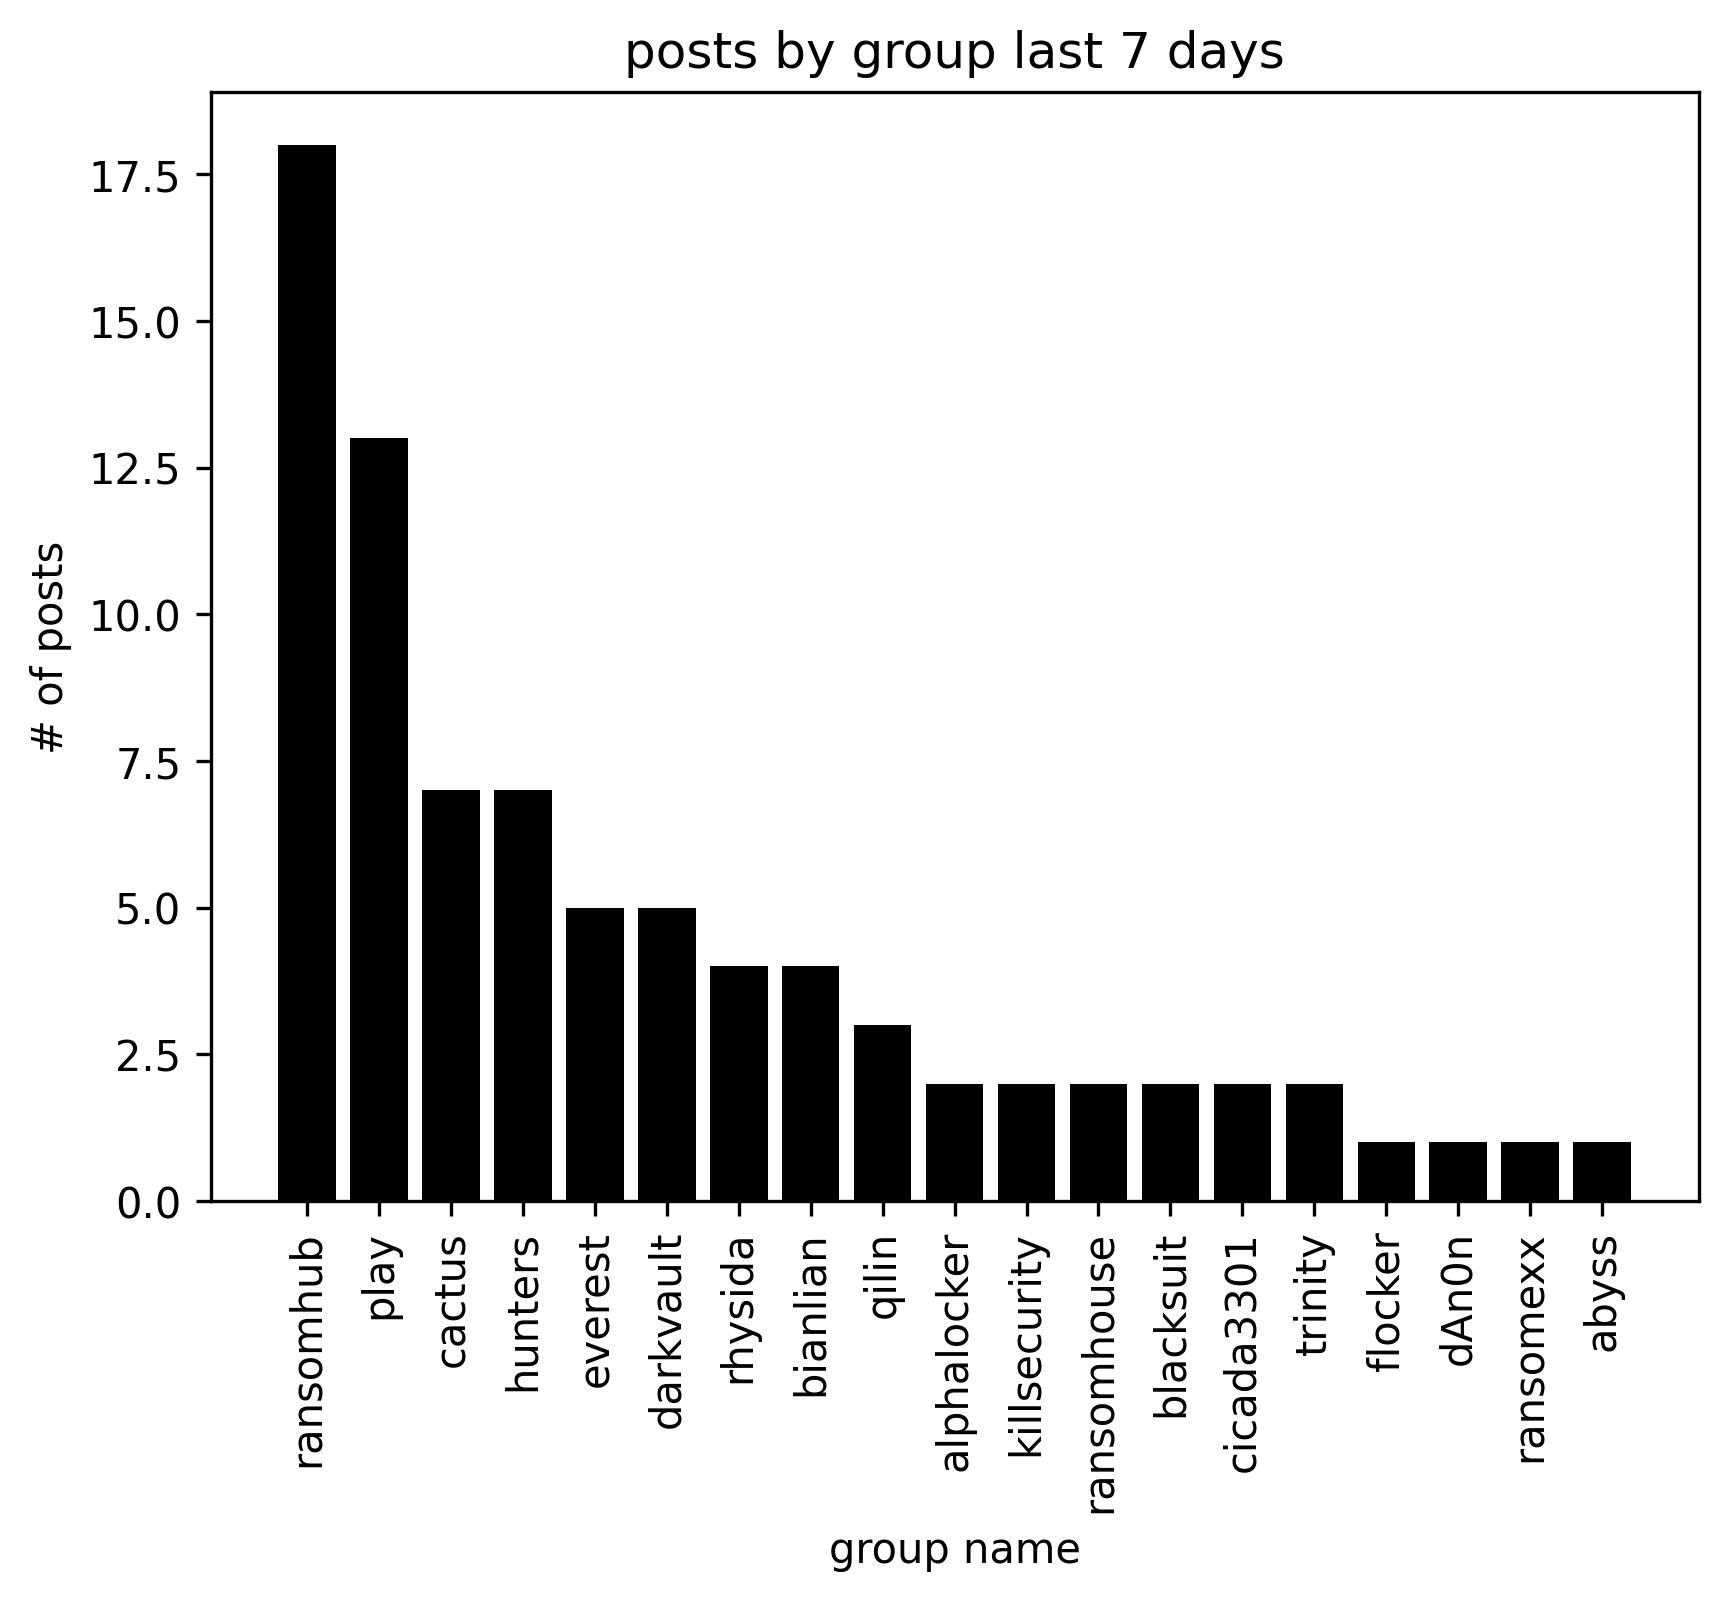 posts by group last 7 days
# of posts
17.5
15.0
12.5
10.0
7.5
5.0
2.5
0.0
ransomhub
play
cactus
hunters
everest
darkvault
rhysida
bianlian
qilin
alphalocker
killsecurity
ransomhouse
blacksuit
cicada3301
trinity
flocker
dAn0n
ransomexx
abyss
group name